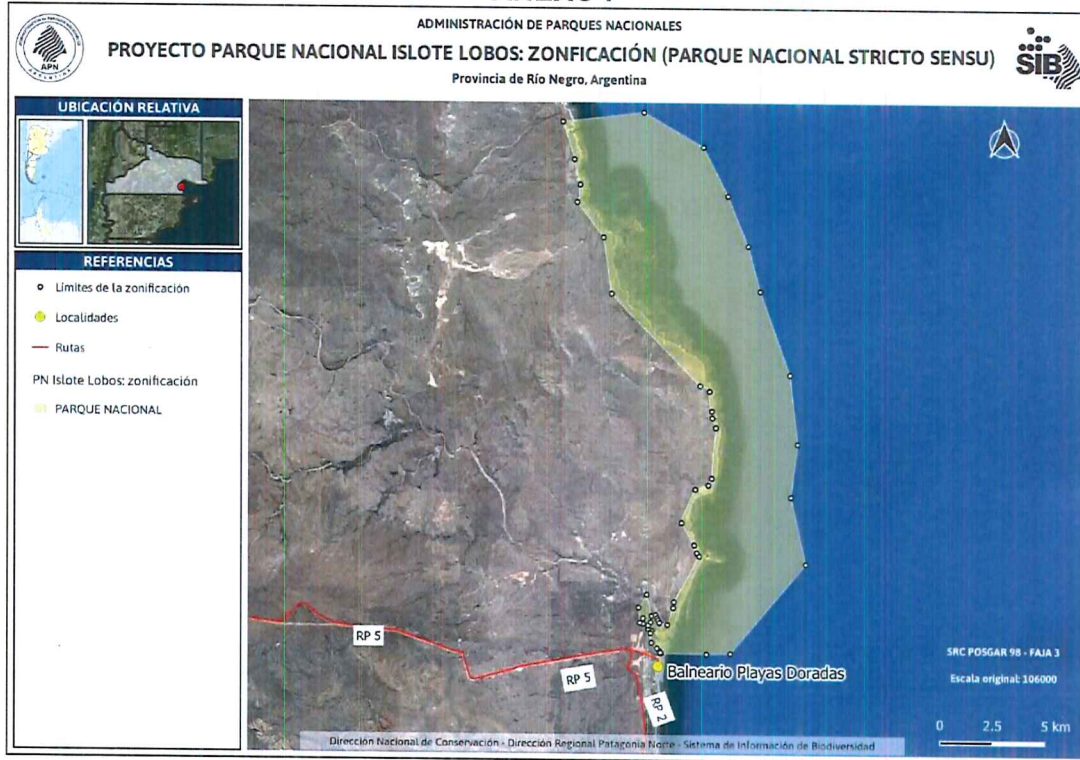 ADMINISTRACIÓN DE PARQUES NACIONALES
PROYECTO PARQUE NACIONAL ISLOTE LOBOS: ZONFICACIÓN (PARQUE NACIONAL STRICTO SENSU)
Provincia de Río Negro, Argentina
APN
ARGENTINA
SIB
UBICACIÓN RELATIVA
REFERENCIAS
Límites de la zonificación
Localidades
Rutas
PN Islote Lobos: zonificación
PARQUE NACIONAL
RP 5
RP 5
RP 2
Balneario Playas Doradas
SRC POSGAR 98 - FAJA 3
Escala original: 106000
0 2.5 5 km
Dirección Nacional de Conservación - Dirección Regional Patagonia Norte - Sistema de Información de Biodiversidad